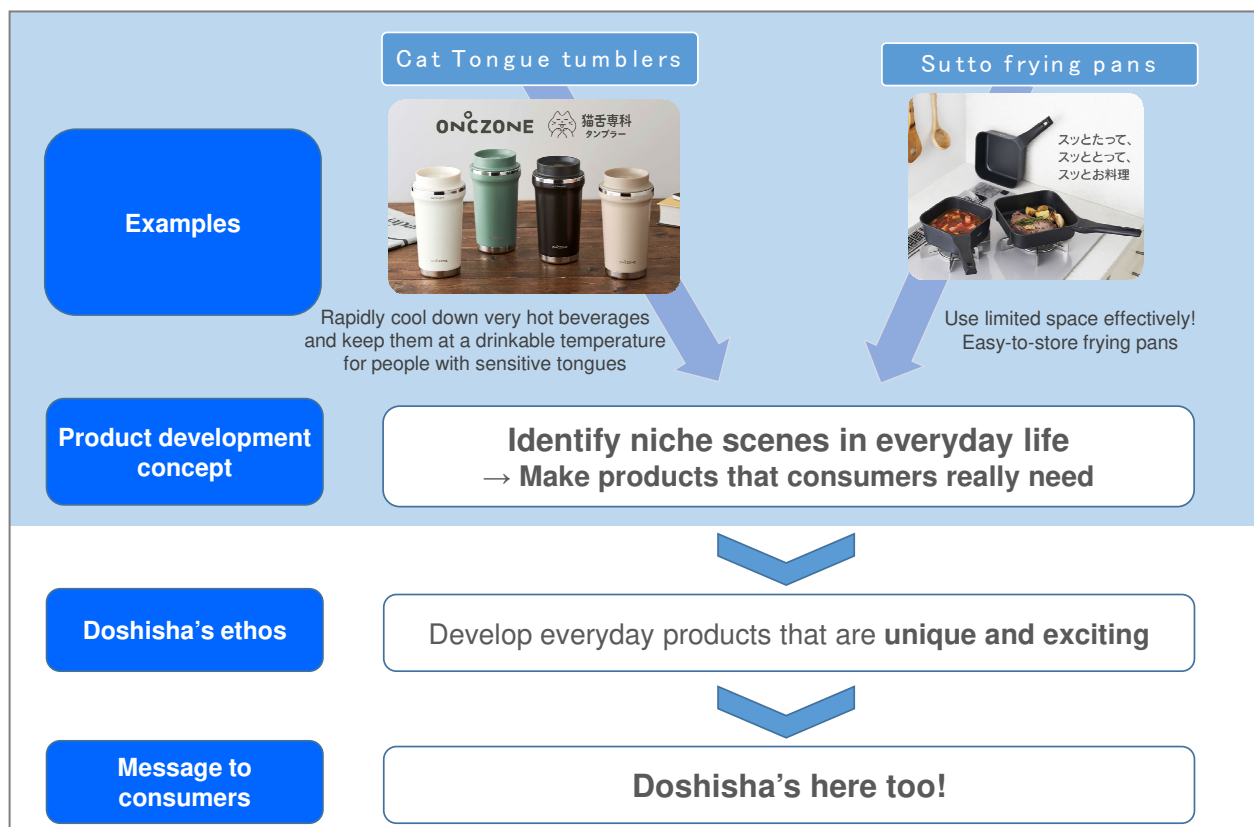 Cat Tongue tumblers
Sutto frying pans
Examples
ON℃ZONE
猫舌専科
タンブラー
スッとたって、
スッととって、
スッとお料理
Rapidly cool down very hot beverages
and keep them at a drinkable temperature
for people with sensitive tongues
Use limited space effectively!
Easy-to-store frying pans
Product development
concept
Identify niche scenes in everyday life
→ Make products that consumers really need
Doshisha’s ethos
Develop everyday products that are unique and exciting
Message to
consumers
Doshisha’s here too!